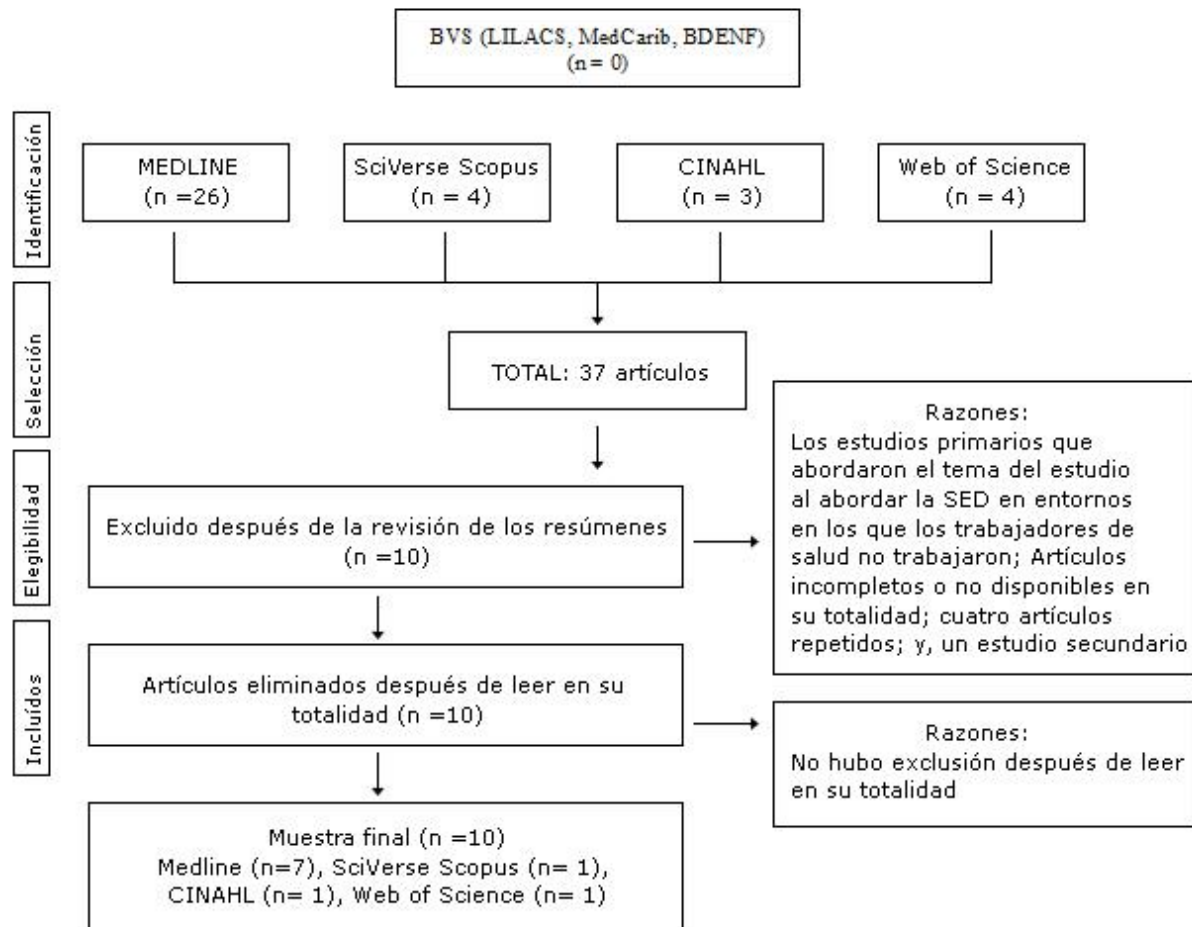 BVS (LILACS, MedCarib, BDENF)
(n = 0)
Identificación
MEDLINE
(n =26)
SciVerse Scopus
(n = 4)
CINAHL
(n = 3)
Web of Science
(n = 4)
Selección
TOTAL: 37 artículos
Elegibilidad
Excluido después de la revisión de los resúmenes
(n =10)
Razones:
Los estudios primarios que
abordaron el tema del estudio
al abordar la SED en entornos
en los que los trabajadores de
salud no trabajaron; Artículos
incompletos o no disponibles en
su totalidad; cuatro artículos
repetidos; y, un estudio secundario
Incluídos
Artículos eliminados después de leer en su
totalidad (n =10)
Razones:
No hubo exclusión después de leer
en su totalidad
Muestra final (n =10)
Medline (n=7), SciVerse Scopus (n= 1),
CINAHL (n= 1), Web of Science (n= 1)